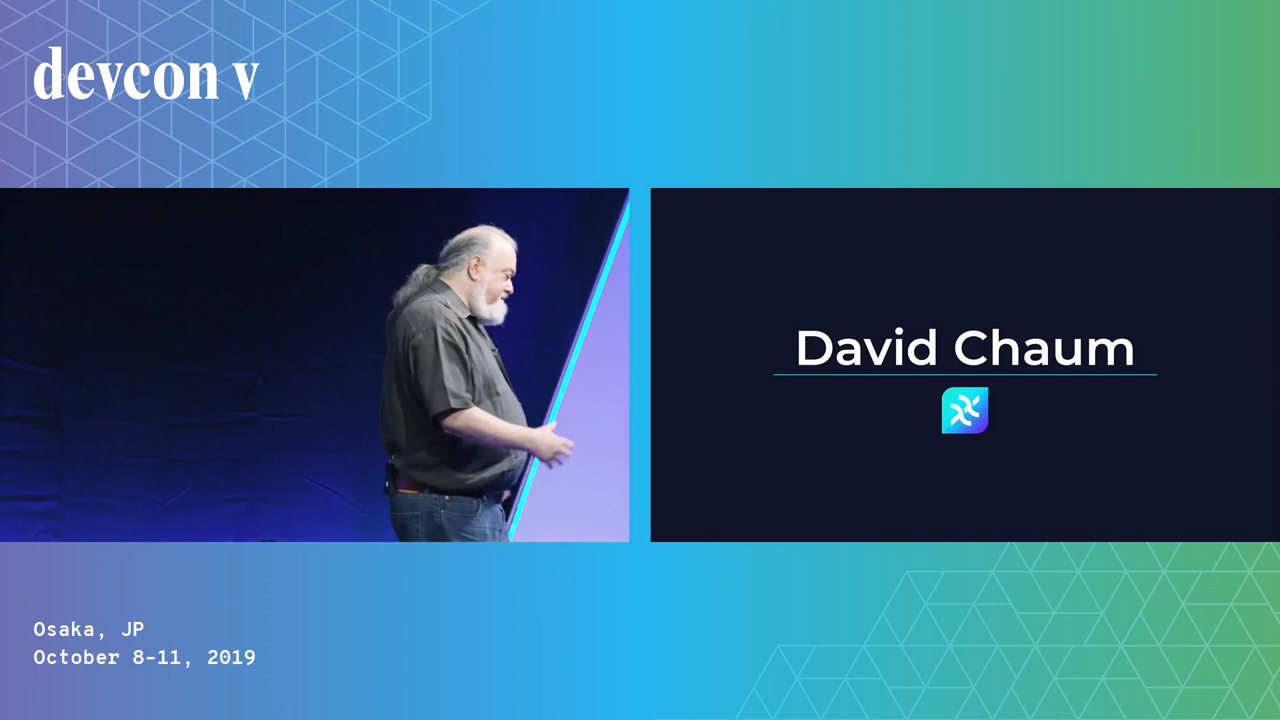 devcon v
David Chaum
Osaka, JP
October 8-11, 2019